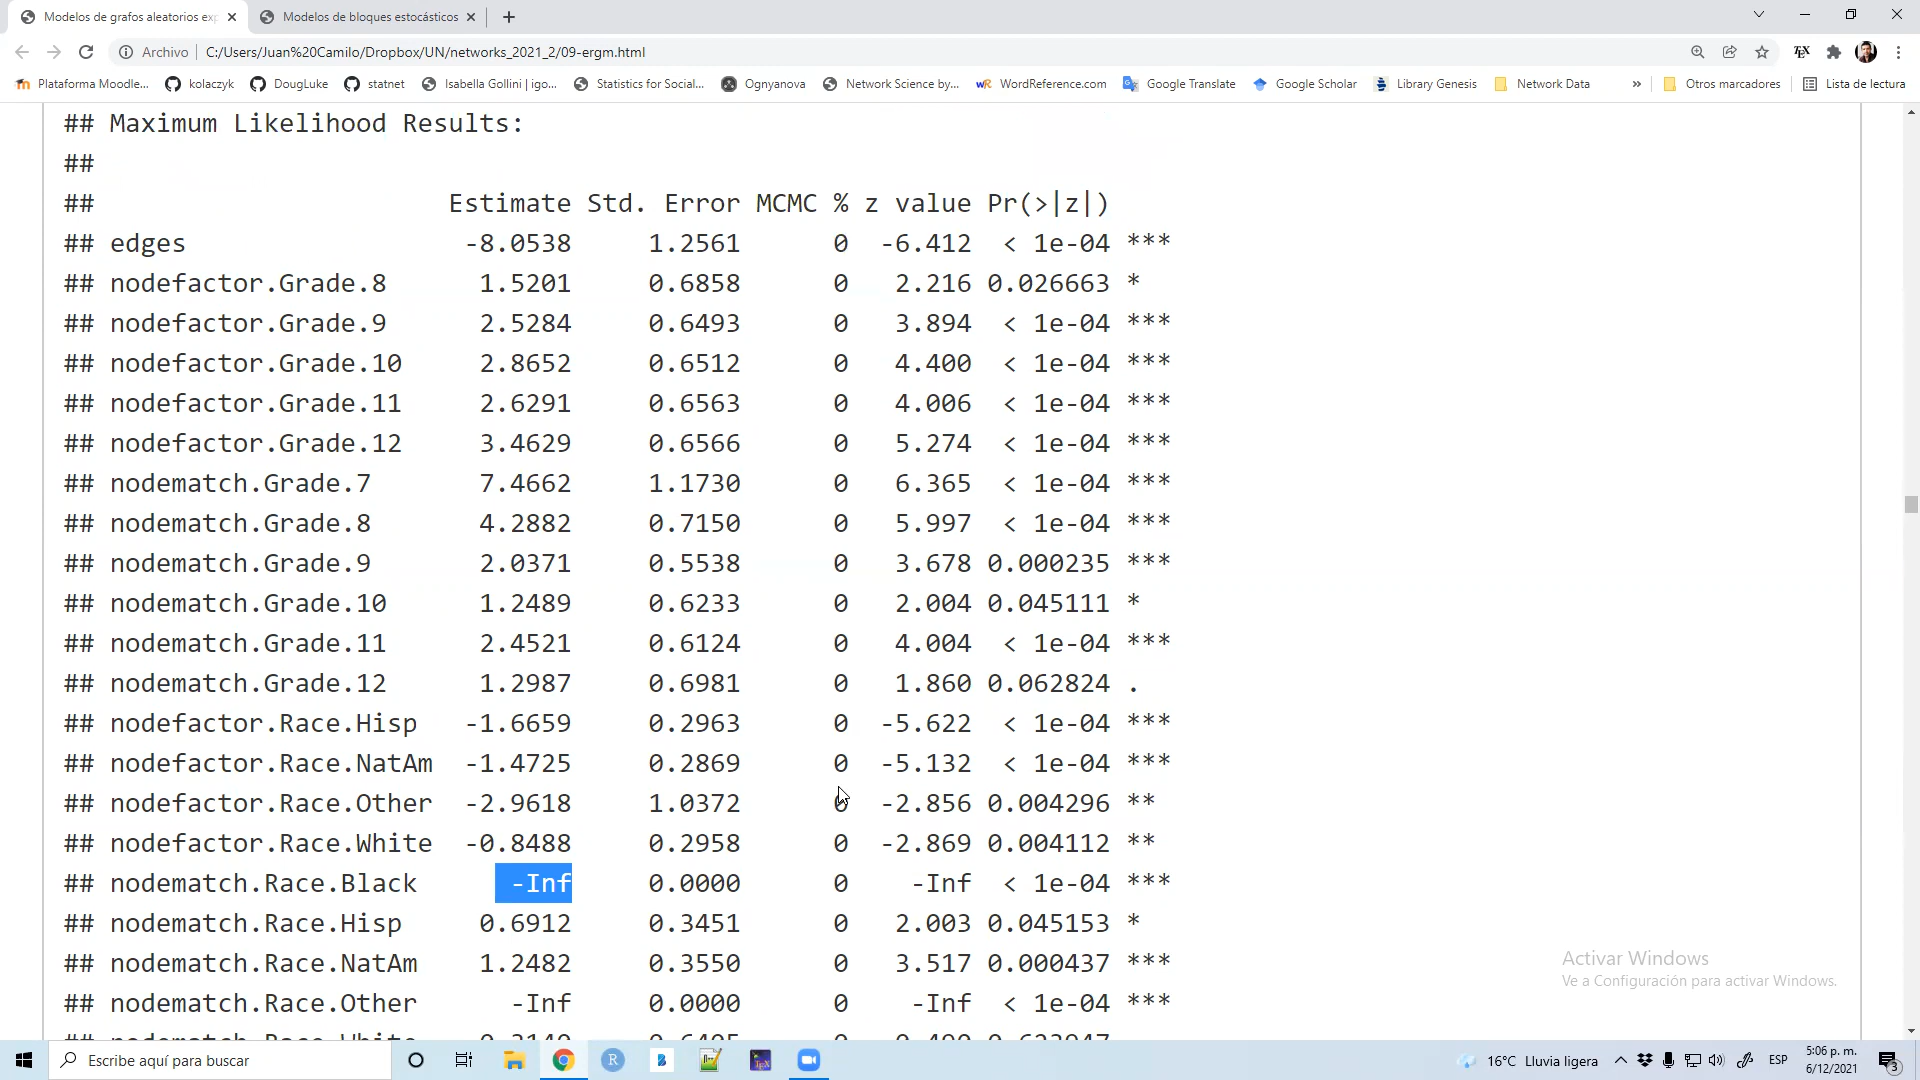 Modelos de grafos aleatorios exp
Modelos de bloques estocásticos
Archivo
C:/Users/Juan%20Camilo/Dropbox/UN/networks_2021_2/09-ergm.html
Plataforma Moodle...
kolaczyk
DougLuke
statnet
Isabella Gollini | igo...
Statistics for Social...
Ognyanova
Network Science by...
WR WordReference.com
Google Translate
Google Scholar
Library Genesis
Network Data
»
Otros marcadores
Lista de lectura
## Maximum Likelihood Results:
##
## Estimate Std. Error MCMC % z value Pr(>|z|)
## edges -8.0538 1.2561 0 -6.412 < 1e-04 ***
## nodefactor.Grade.8 1.5201 0.6858 0 2.216 0.026663 *
## nodefactor.Grade.9 2.5284 0.6493 0 3.894 < 1e-04 ***
## nodefactor.Grade.10 2.8652 0.6512 0 4.400 < 1e-04 ***
## nodefactor.Grade.11 2.6291 0.6563 0 4.006 < 1e-04 ***
## nodefactor.Grade.12 3.4629 0.6566 0 5.274 < 1e-04 ***
## nodematch.Grade.7 7.4662 1.1730 0 6.365 < 1e-04 ***
## nodematch.Grade.8 4.2882 0.7150 0 5.997 < 1e-04 ***
## nodematch.Grade.9 2.0371 0.5538 0 3.678 0.000235 ***
## nodematch.Grade.10 1.2489 0.6233 0 2.004 0.045111 *
## nodematch.Grade.11 2.4521 0.6124 0 4.004 < 1e-04 ***
## nodematch.Grade.12 1.2987 0.6981 0 1.860 0.062824 .
## nodefactor.Race.Hisp -1.6659 0.2963 0 -5.622 < 1e-04 ***
## nodefactor.Race.NatAm -1.4725 0.2869 0 -5.132 < 1e-04 ***
## nodefactor.Race.Other -2.9618 1.0372 0 -2.856 0.004296 **
## nodefactor.Race.White -0.8488 0.2958 0 -2.869 0.004112 **
## nodematch.Race.Black -Inf 0.0000 0 -Inf < 1e-04 ***
## nodematch.Race.Hisp 0.6912 0.3451 0 2.003 0.045153 *
## nodematch.Race.NatAm 1.2482 0.3550 0 3.517 0.000437 ***
## nodematch.Race.Other -Inf 0.0000 0 -Inf < 1e-04 ***
Activar Windows
Ve a Configuración para activar Windows.
Escribe aquí para buscar
16°C Lluvia ligera
ESP
5:06 p. m.
6/12/2021
3